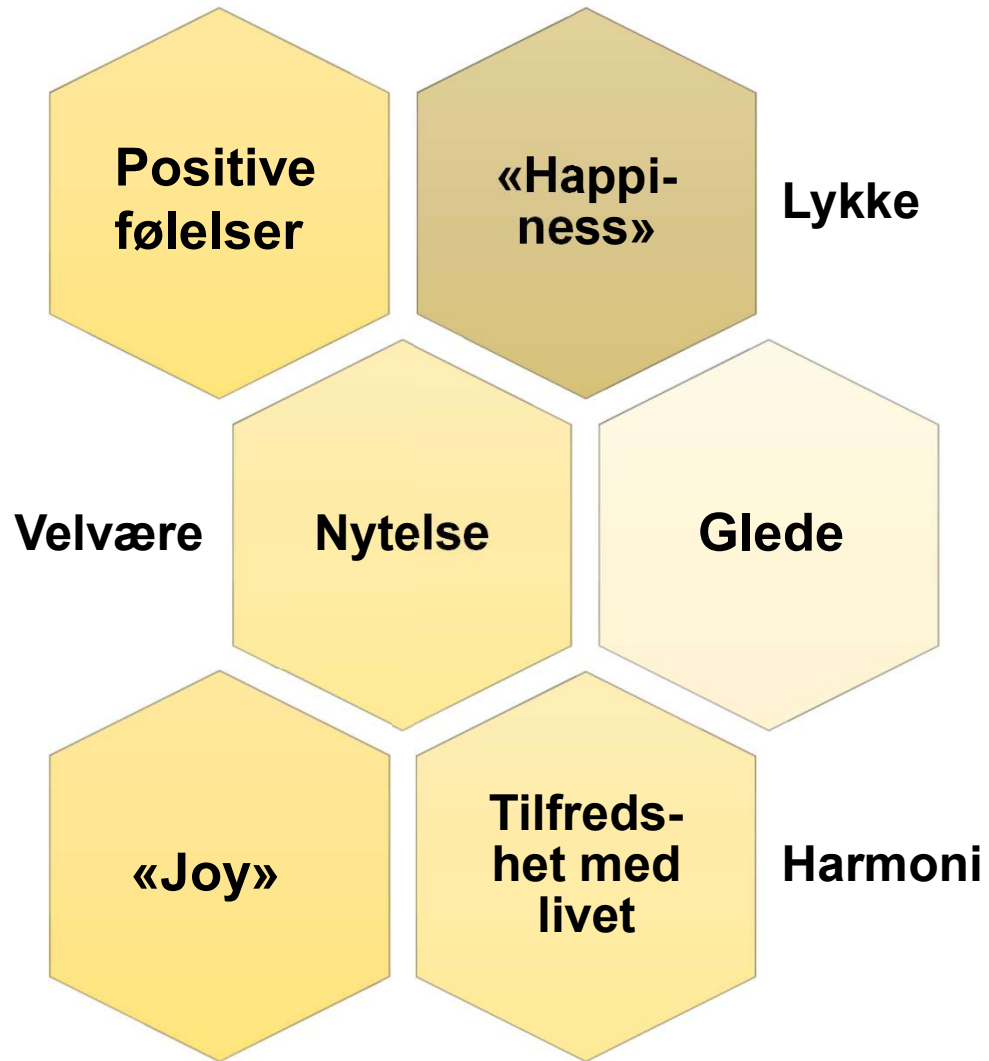 Positive
følelser
«Happi-
ness»
Lykke
Velvære
Nytelse
Glede
«Joy»
Tilfreds-
het med
livet
Harmoni